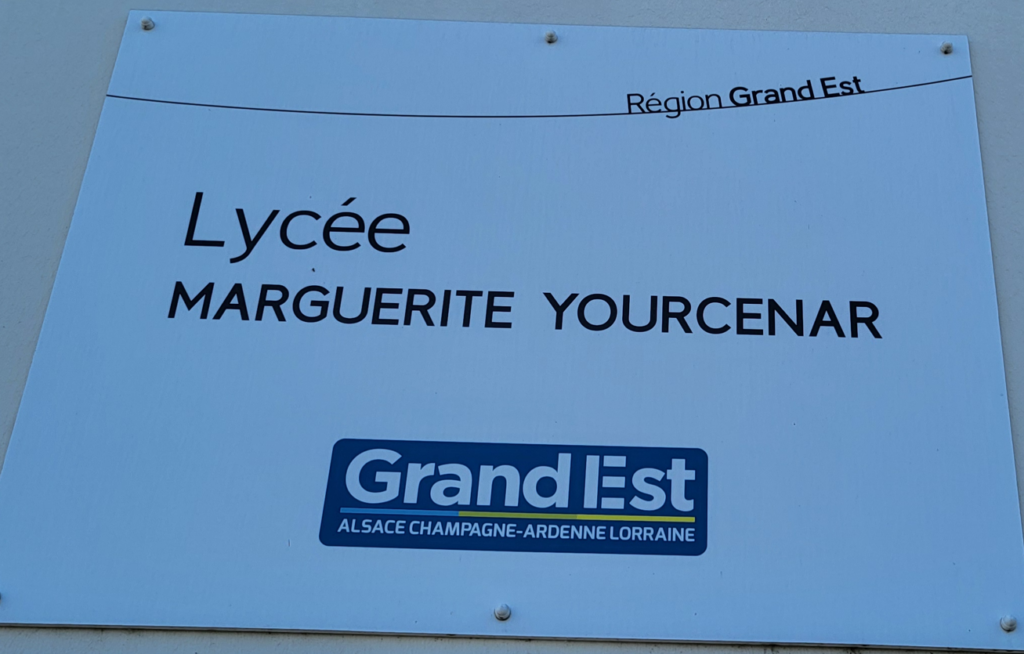 Région Grand Est
Lycée
MARGUERITE YOURCENAR
Grand Est
ALSACE CHAMPAGNE-ARDENNE LORRAINE